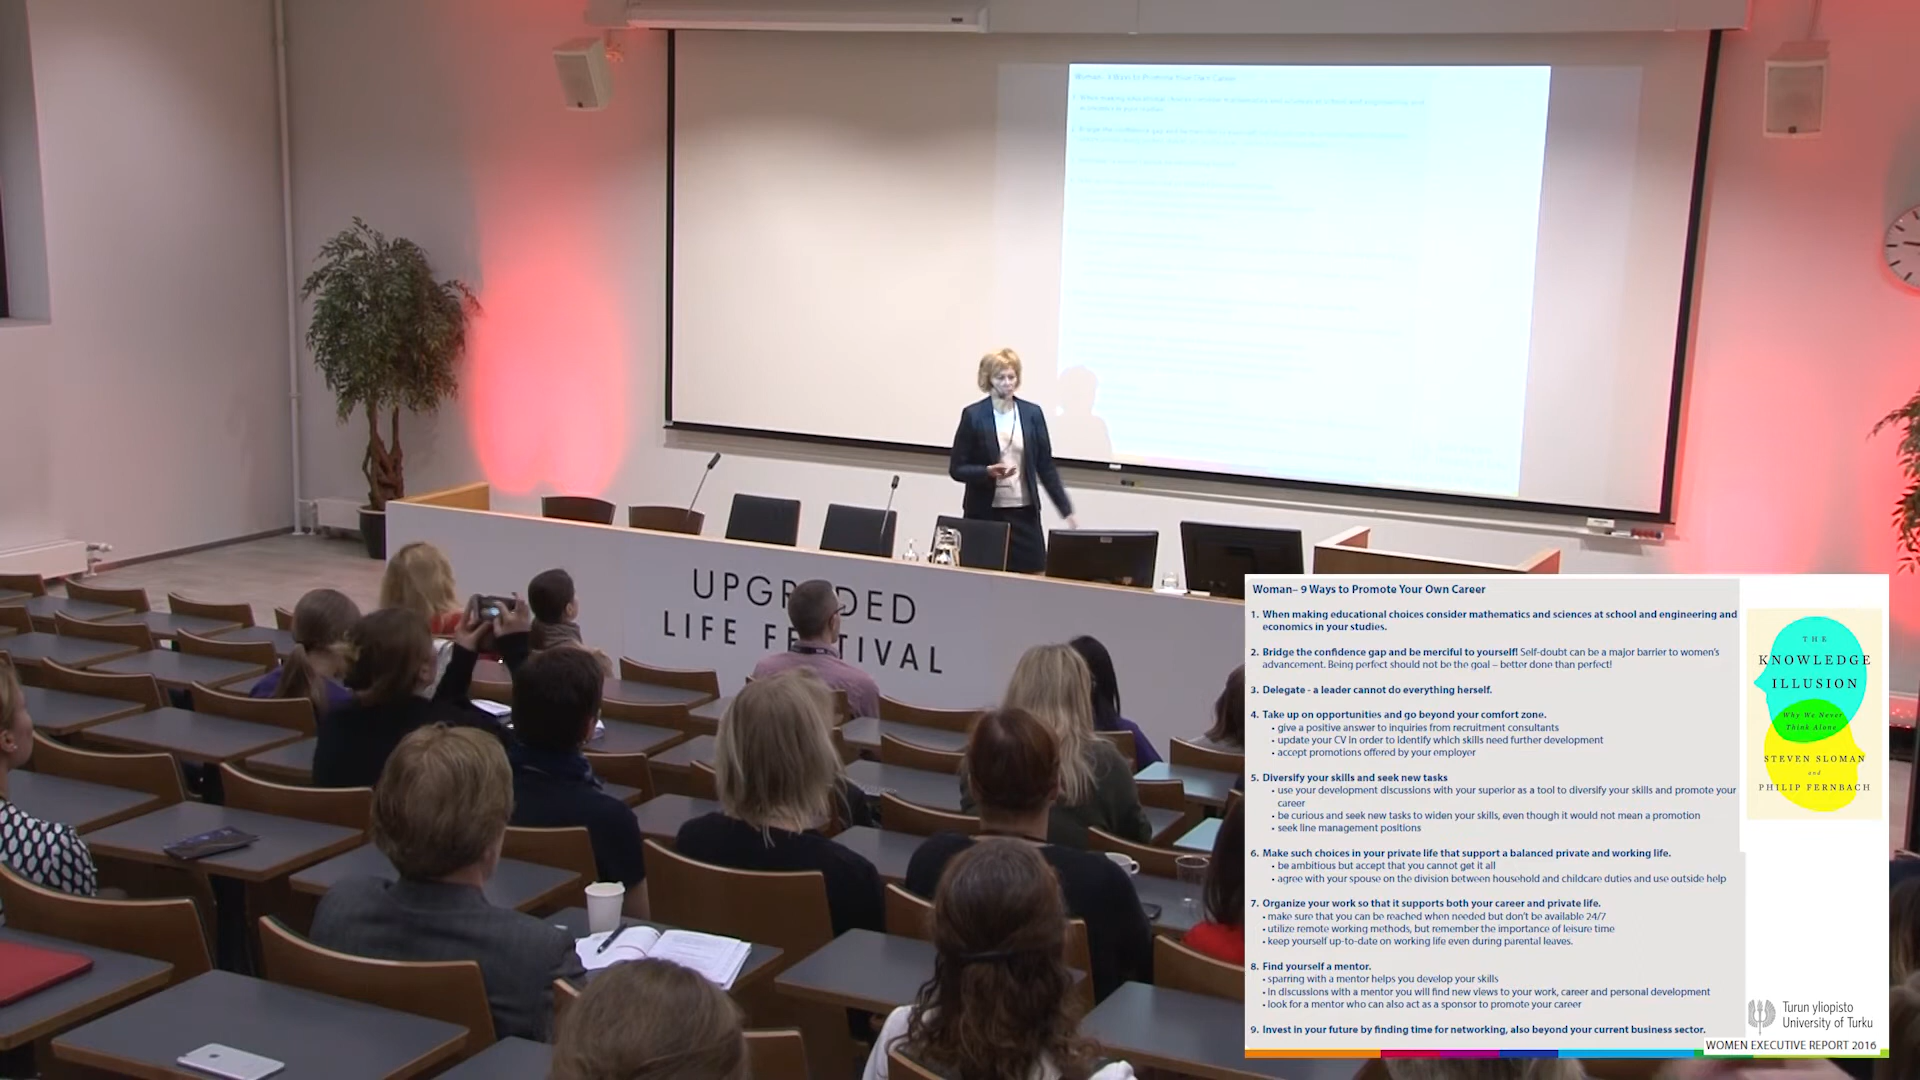 Woman– 9 Ways to Promote Your Own Career
UPGR DED
LIFE FE TIVAL
Woman– 9 Ways to Promote Your Own Career
1. When making educational choices consider mathematics and sciences at school and engineering and
economics in your studies.
2. Bridge the confidence gap and be merciful to yourself! Self-doubt can be a major barrier to women's
advancement. Being perfect should not be the goal – better done than perfect!
3. Delegate - a leader cannot do everything herself.
4. Take up on opportunities and go beyond your comfort zone.
• give a positive answer to inquiries from recruitment consultants
• update your CV in order to identify which skills need further development
• accept promotions offered by your employer
5. Diversify your skills and seek new tasks
• use your development discussions with your superior as a tool to diversify your skills and promote your
career
• be curious and seek new tasks to widen your skills, even though it would not mean a promotion
• seek line management positions
6. Make such choices in your private life that support a balanced private and working life.
• be ambitious but accept that you cannot get it all
• agree with your spouse on the division between household and childcare duties and use outside help
7. Organize your work so that it supports both your career and private life.
• make sure that you can be reached when needed but don't be available 24/7
• utilize remote working methods, but remember the importance of leisure time
• keep yourself up-to-date on working life even during parental leaves.
8. Find yourself a mentor.
• sparring with a mentor helps you develop your skills
• In discussions with a mentor you will find new views to your work, career and personal development
• look for a mentor who can also act as a sponsor to promote your career
9. Invest in your future by finding time for networking, also beyond your current business sector.
THE
KNOWLEDGE
ILLUSION
Why We Never
Think Alone
STEVEN SLOMAN
and
PHILIP FERNBACH
Turun yliopisto
University of Turku
WOMEN EXECUTIVE REPORT 2016